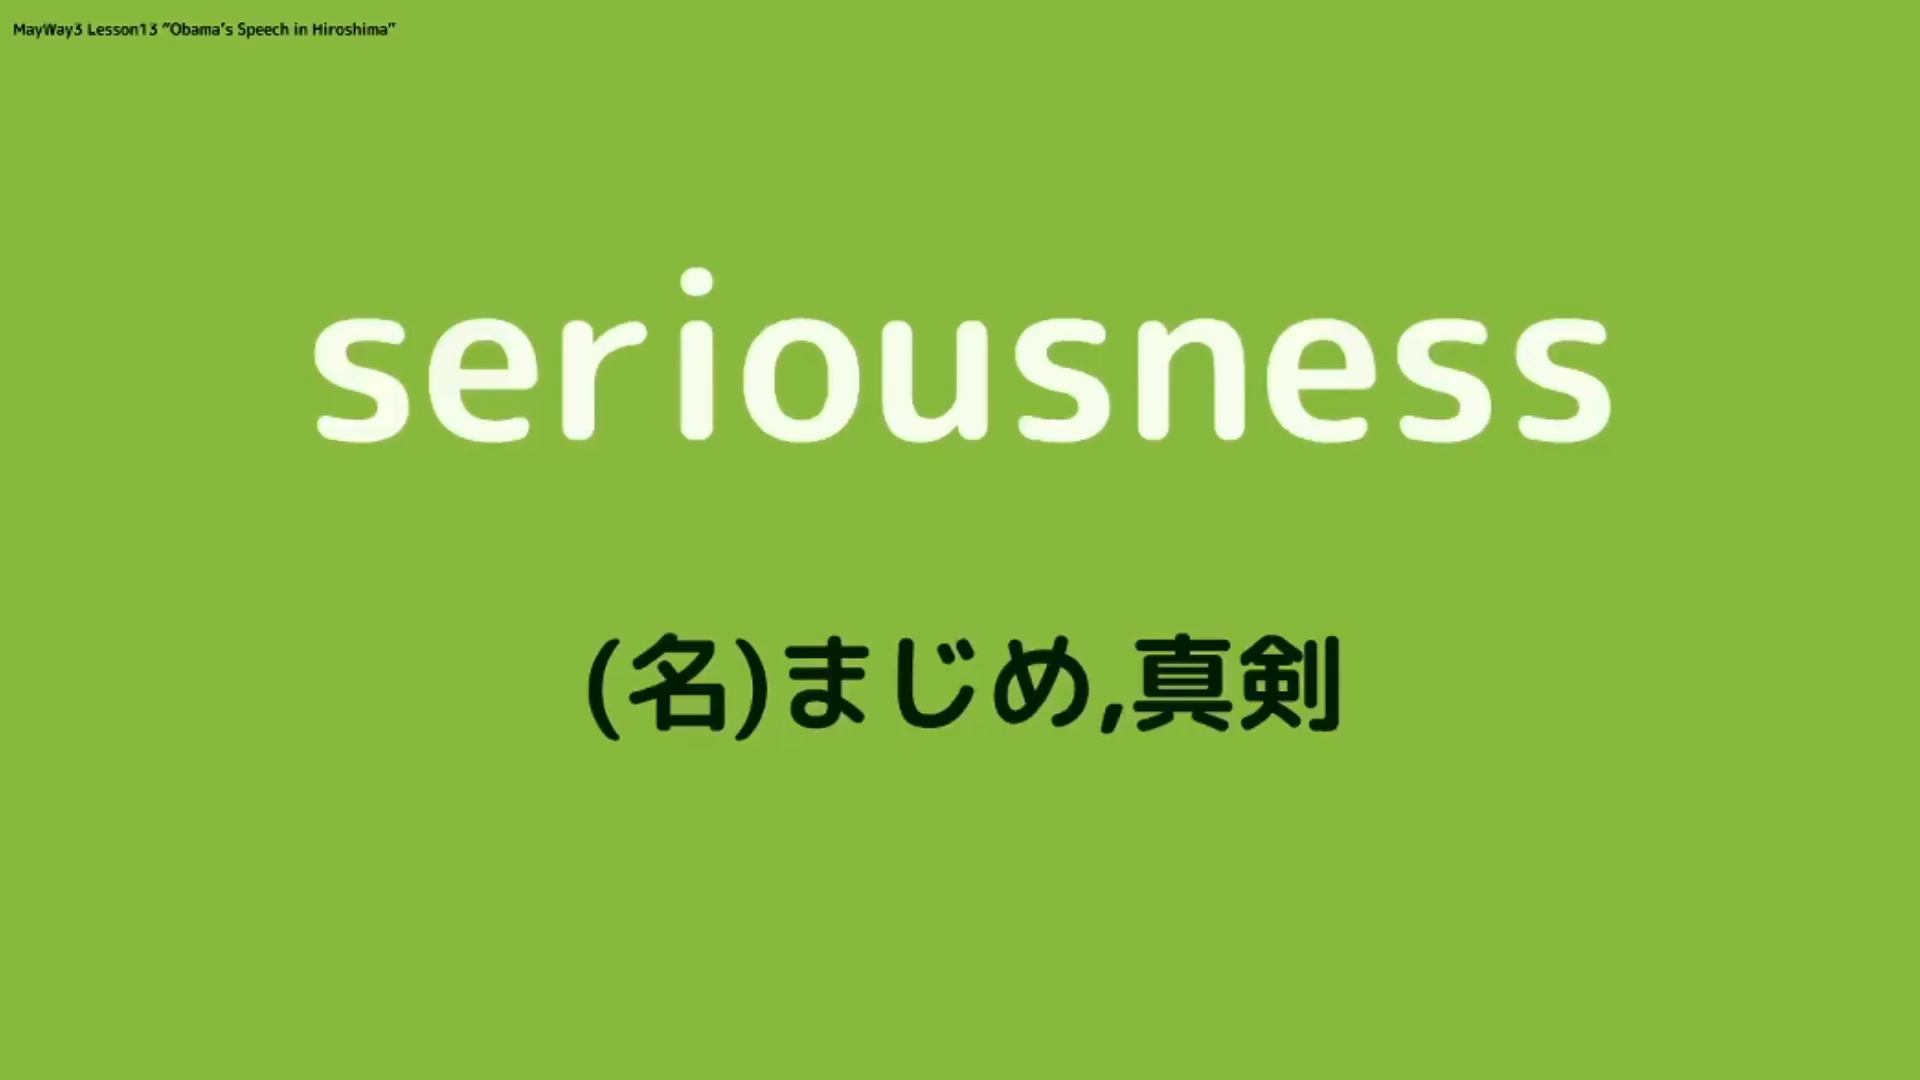 MayWay3 Lesson13 “Obama’s Speech in Hiroshima”
seriousness
(名)まじめ,真剣